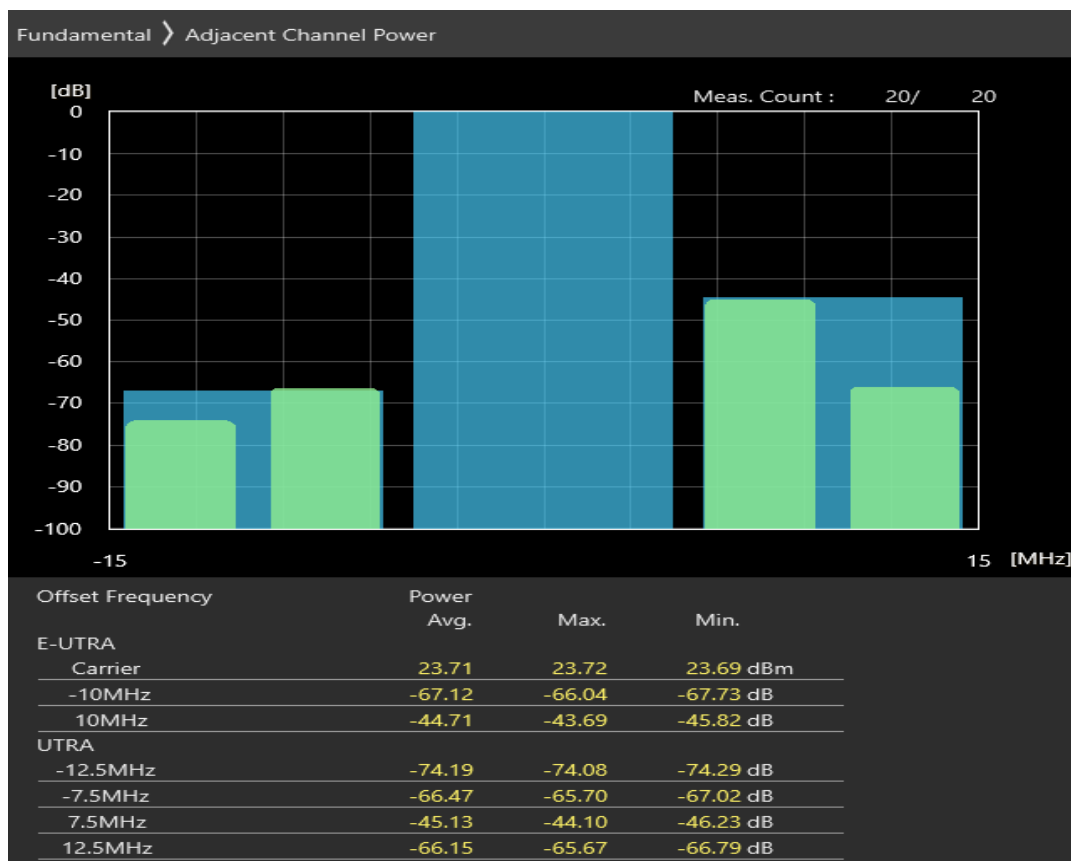 Fundamental ❯ Adjacent Channel Power
[dB]
Meas. Count : 20/ 20
0
-10
-20
-30
-40
-50
-60
-70
-80
-90
-100
-15 15 [MHz]
Offset Frequency Power
Avg. Max. Min.
E-UTRA
Carrier 23.71 23.72 23.69 dBm
-10MHz -67.12 -66.04 -67.73 dB
10MHz -44.71 -43.69 -45.82 dB
UTRA
-12.5MHz -74.19 -74.08 -74.29 dB
-7.5MHz -66.47 -65.70 -67.02 dB
7.5MHz -45.13 -44.10 -46.23 dB
12.5MHz -66.15 -65.67 -66.79 dB